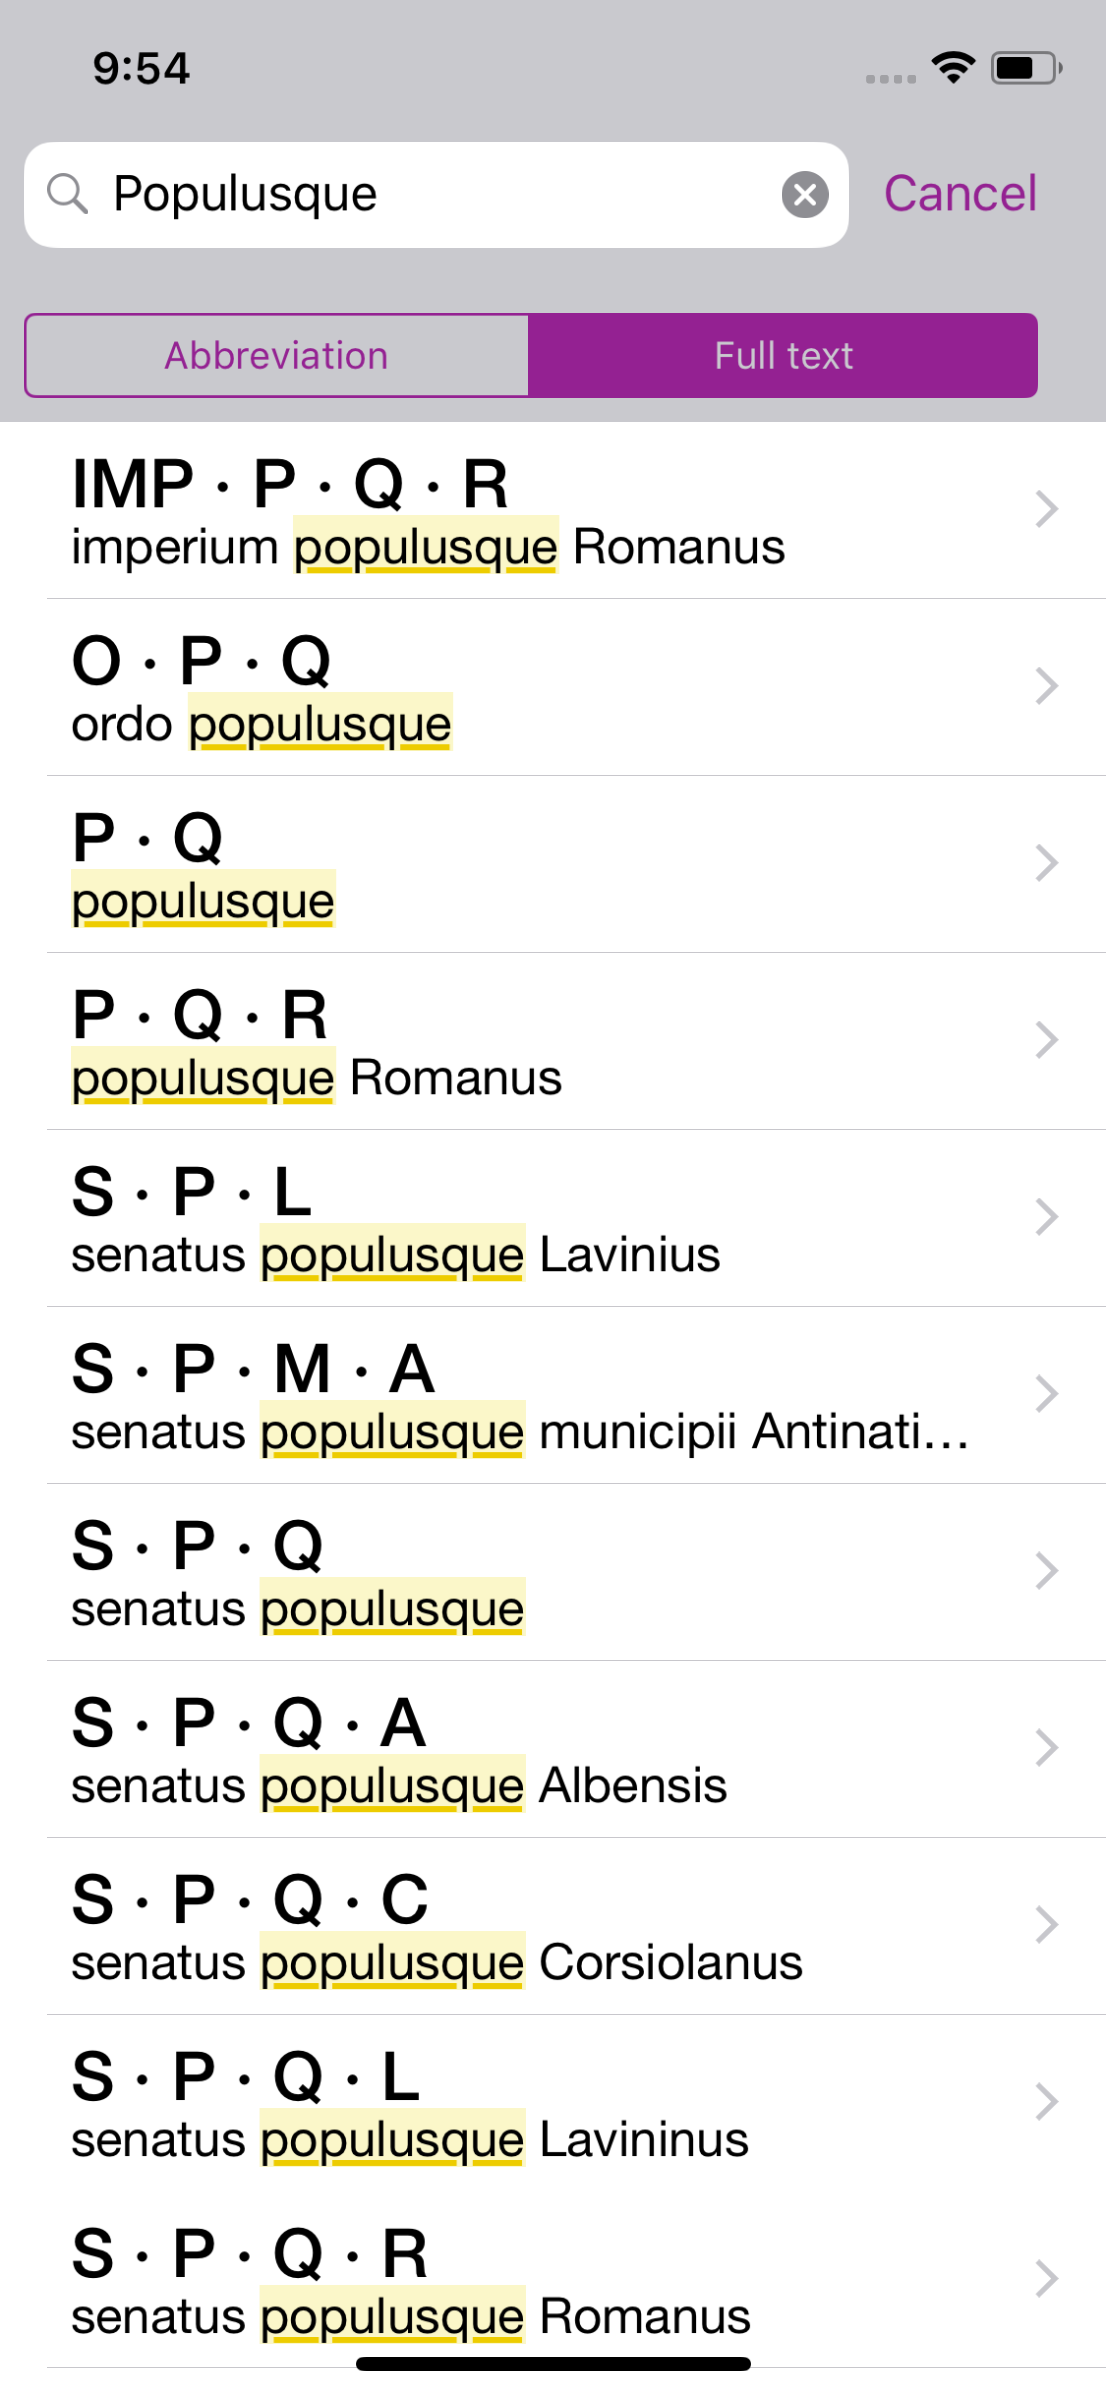 9:54
Populusque
Cancel
Abbreviation
Full text
IMP · P · Q · R
imperium populusque Romanus
O · P · Q
ordo populusque
P · Q
populusque
P · Q · R
populusque Romanus
S · P · L
senatus populusque Lavinius
S · P · M · A
senatus populusque municipii Antinati…
S · P · Q
senatus populusque
S · P · Q · A
senatus populusque Albensis
S · P · Q · C
senatus populusque Corsiolanus
S · P · Q · L
senatus populusque Lavininus
S · P · Q · R
senatus populusque Romanus